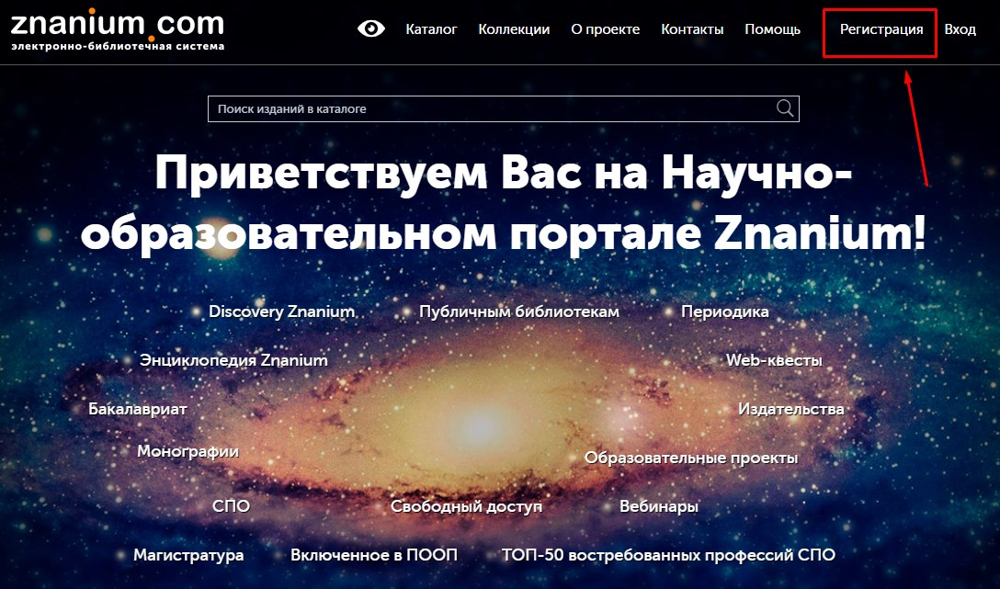 znanium.com
электронно-библиотечная система
Каталог Коллекции О проекте Контакты Помощь Регистрация Вход
Поиск изданий в каталоге
Приветствуем Вас на Научно-
образовательном портале Znanium!
Discovery Znanium Публичным библиотекам Периодика
Энциклопедия Znanium Web-квесты
Бакалавриат Издательства
Монографии Образовательные проекты
СПО Свободный доступ Вебинары
Магистратура Включенное в ПООП ТОП-50 востребованных профессий СПО